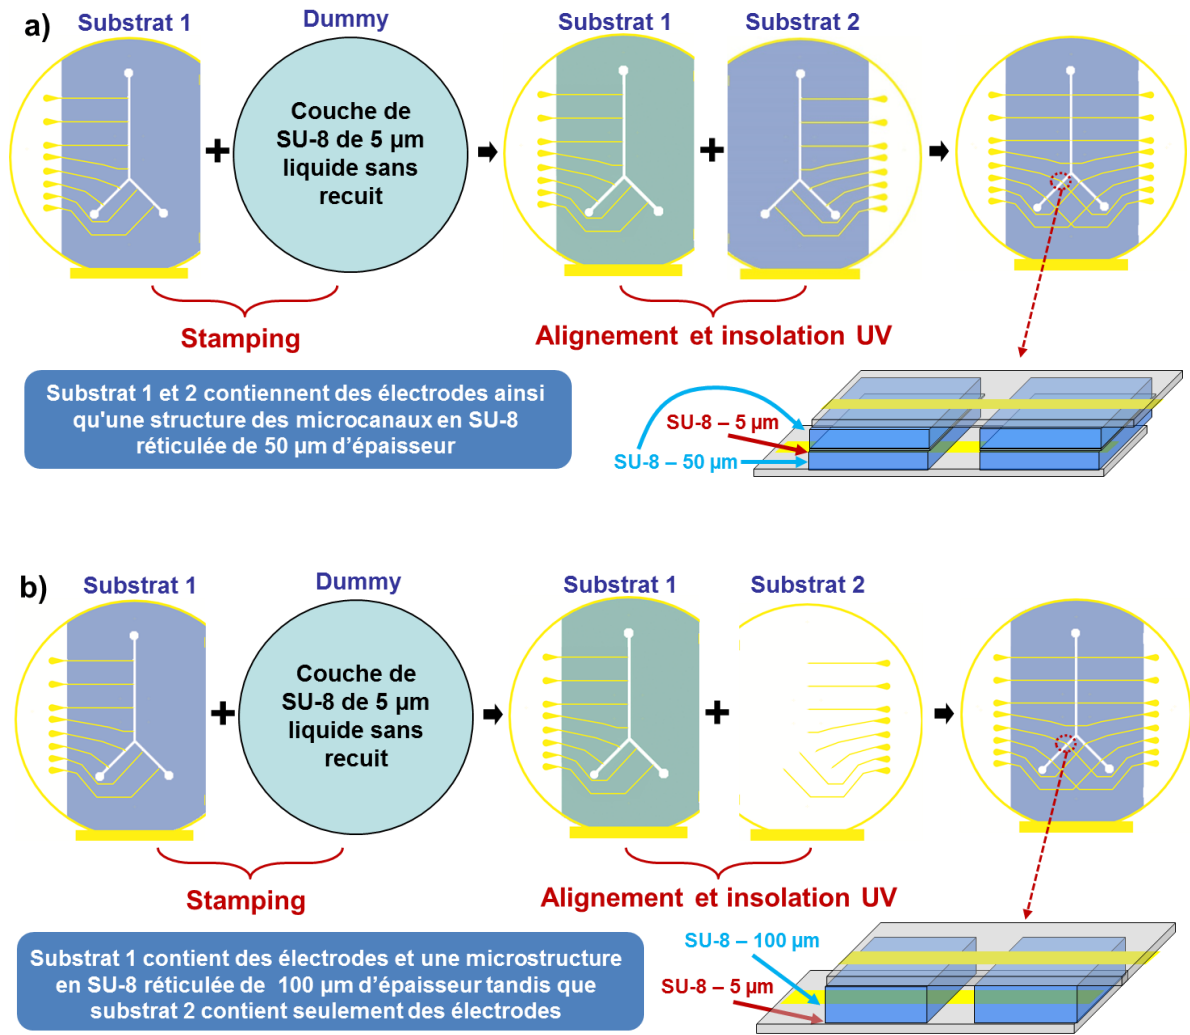 a)
Substrat 1
Dummy
Substrat 1
Substrat 2
Couche de
SU-8 de 5 µm
liquide sans
recuit
Stamping
Alignement et insolation UV
Substrat 1 et 2 contiennent des électrodes ainsi
qu'une structure des microcanaux en SU-8
réticulée de 50 µm d'épaisseur
SU-8 – 5 µm
SU-8 – 50 µm
b)
Substrat 1
Dummy
Substrat 1
Substrat 2
Couche de
SU-8 de 5 µm
liquide sans
recuit
Stamping
Alignement et insolation UV
Substrat 1 contient des électrodes et une microstructure
en SU-8 réticulée de 100 µm d'épaisseur tandis que
substrat 2 contient seulement des électrodes
SU-8 – 100 µm
SU-8 – 5 µm